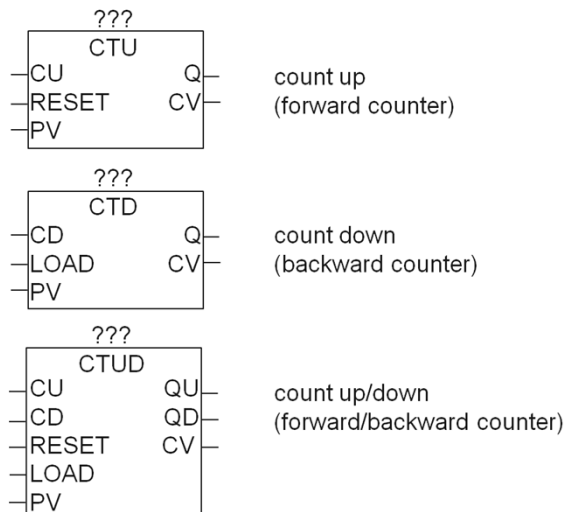 ???
CTU
CU Q
RESET CV
PV
count up
(forward counter)
???
CTD
CD Q
LOAD CV
PV
count down
(backward counter)
???
CTUD
CU QU
CD QD
RESET CV
LOAD
PV
count up/down
(forward/backward counter)